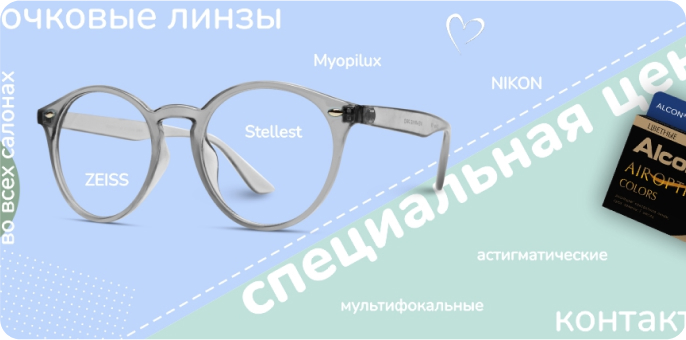 очковые линзы
во всех салонах
Myopilux
NIKON
Stellest
ZEISS
специальная цен
ALCON
ЦВЕТНЫЕ
Alco
AIR OPTI
COLORS
астигматические
мультифокальные
контакт